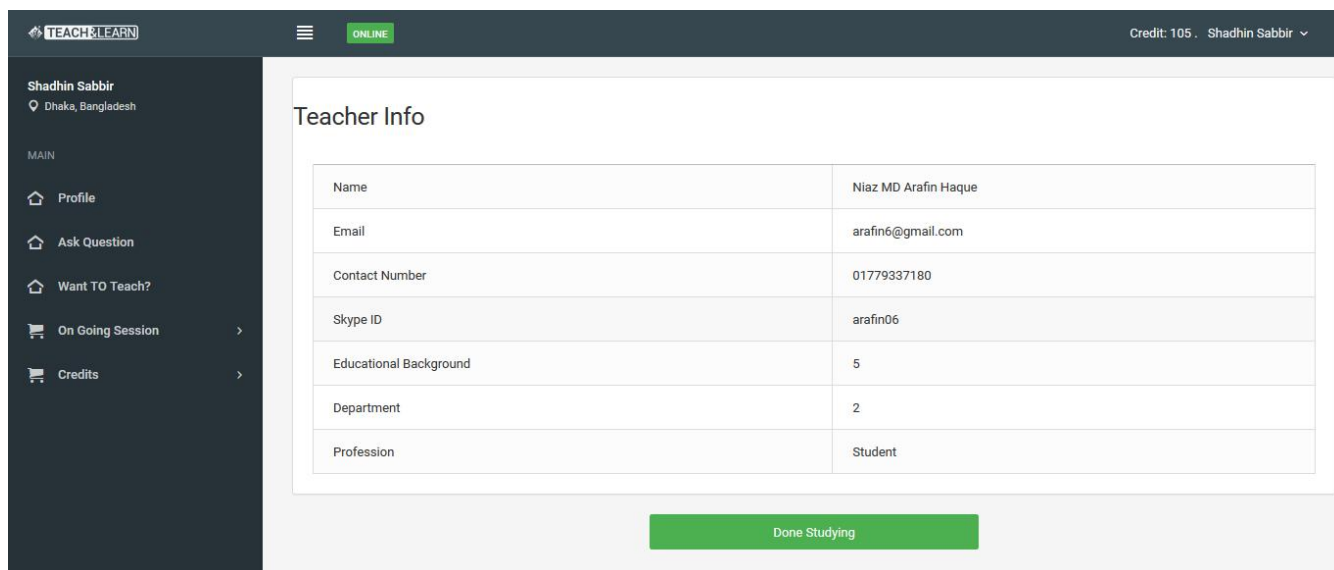 TEACH&LEARN
ONLINE
Credit: 105 . Shadhin Sabbir
Shadhin Sabbir
Dhaka, Bangladesh
MAIN
Profile
Ask Question
Want TO Teach?
On Going Session
Credits
Teacher Info
Name Niaz MD Arafin Haque
Email arafin6@gmail.com
Contact Number 01779337180
Skype ID arafin06
Educational Background 5
Department 2
Profession Student
Done Studying